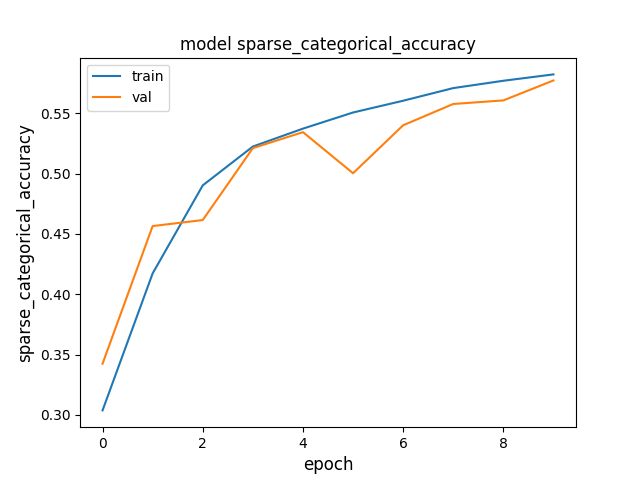 model sparse_categorical_accuracy
train
val
0.55
0.50
0.45
0.40
0.35
0.30
sparse_categorical_accuracy
0 2 4 6 8
epoch